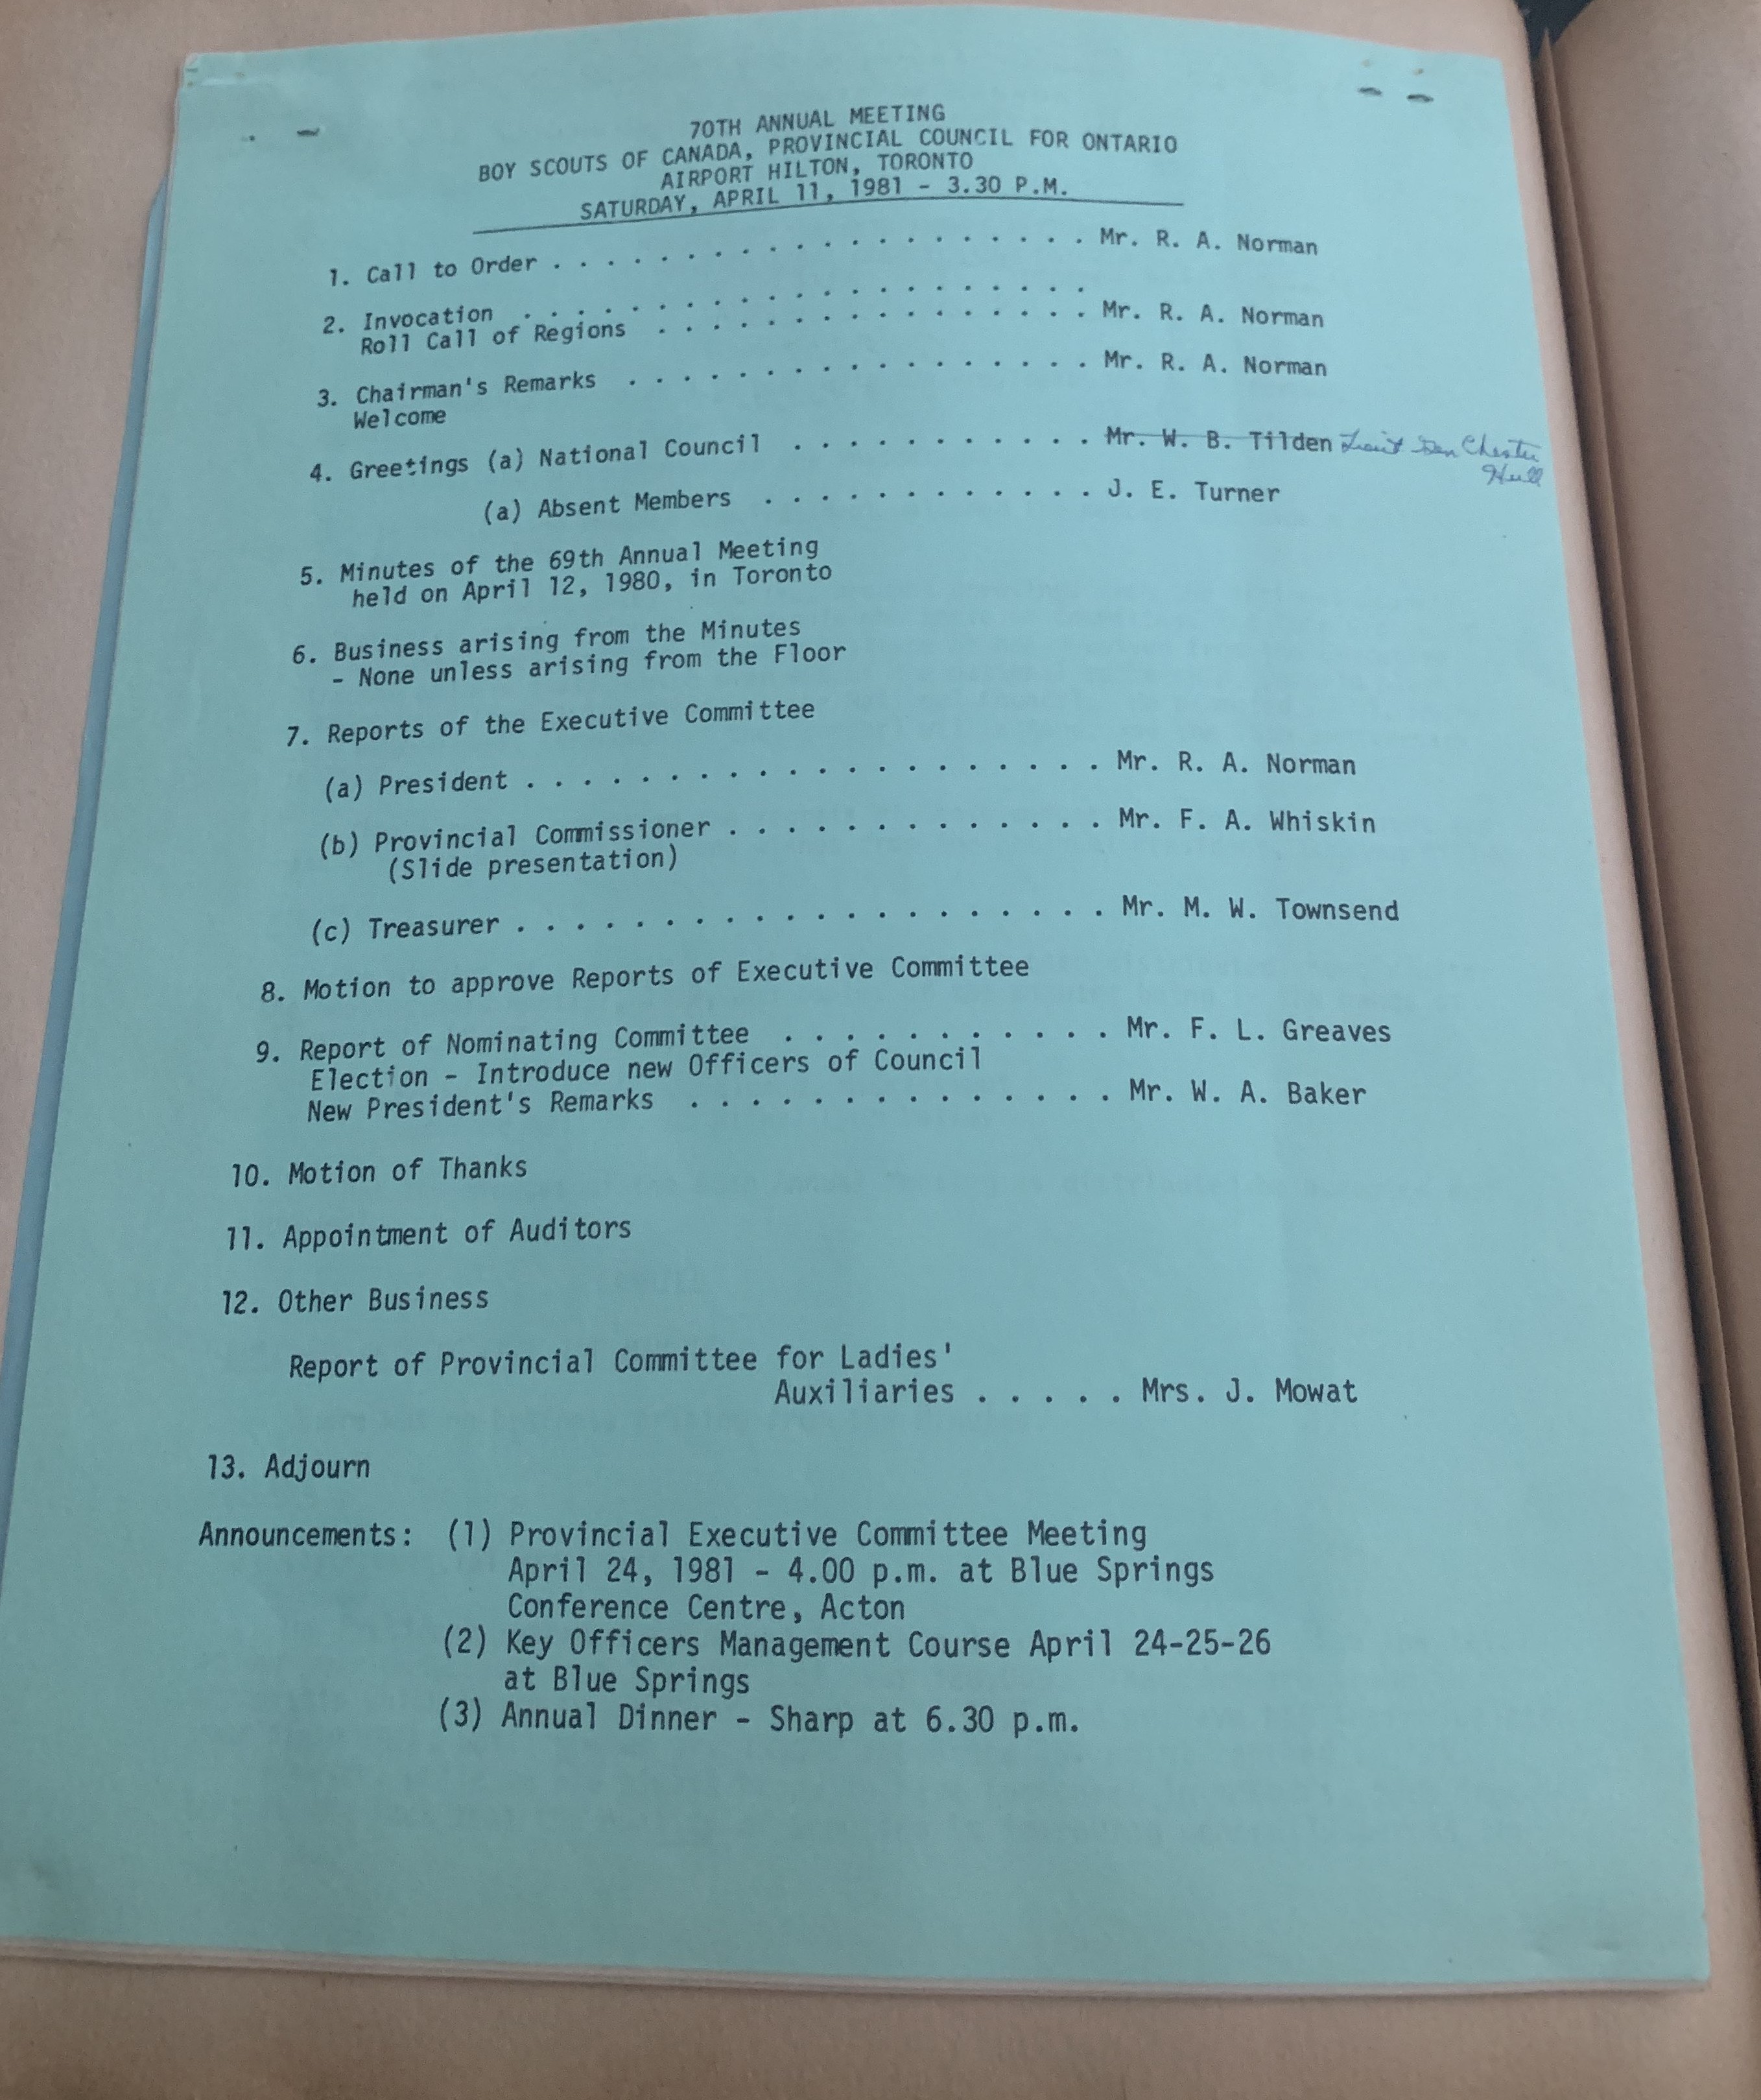 70TH ANNUAL MEETING
BOY SCOUTS OF CANADA, PROVINCIAL COUNCIL FOR ONTARIO
AIRPORT HILTON, TORONTO
SATURDAY, APRIL 11, 1981 - 3.30 P.M.
1. Call to Order . . . . . . . . . . . . . . . . . . . . Mr. R. A. Norman
2. Invocation . . . . . . . . . . . . . . . . . . . . .
Roll Call of Regions . . . . . . . . . . . . . . . . Mr. R. A. Norman
3. Chairman's Remarks . . . . . . . . . . . . . . . . . Mr. R. A. Norman
Welcome
4. Greetings (a) National Council . . . . . . . . . . . Mr. W. B. Tilden Lieut Gen Chester
Hull
(a) Absent Members . . . . . . . . . . . . J. E. Turner
5. Minutes of the 69th Annual Meeting
held on April 12, 1980, in Toronto
6. Business arising from the Minutes
- None unless arising from the Floor
7. Reports of the Executive Committee
(a) President . . . . . . . . . . . . . . . . . . . . Mr. R. A. Norman
(b) Provincial Commissioner . . . . . . . . . . . . . . Mr. F. A. Whiskin
(Slide presentation)
(c) Treasurer . . . . . . . . . . . . . . . . . . . . Mr. M. W. Townsend
8. Motion to approve Reports of Executive Committee
9. Report of Nominating Committee . . . . . . . . . . . Mr. F. L. Greaves
Election - Introduce new Officers of Council
New President's Remarks . . . . . . . . . . . . . . Mr. W. A. Baker
10. Motion of Thanks
11. Appointment of Auditors
12. Other Business
Report of Provincial Committee for Ladies'
Auxiliaries . . . . . Mrs. J. Mowat
13. Adjourn
Announcements: (1) Provincial Executive Committee Meeting
April 24, 1981 - 4.00 p.m. at Blue Springs
Conference Centre, Acton
(2) Key Officers Management Course April 24-25-26
at Blue Springs
(3) Annual Dinner - Sharp at 6.30 p.m.